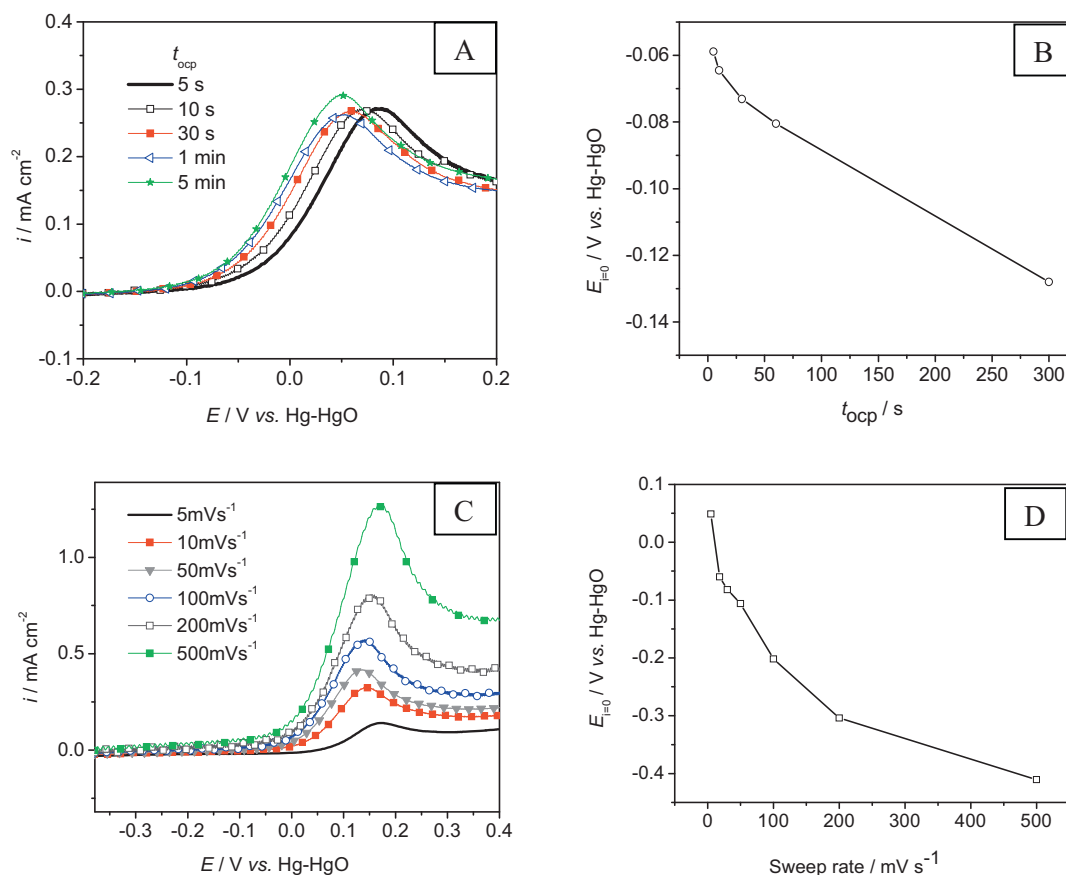 A
t_ocp
5 s
10 s
30 s
1 min
5 min
i / mA cm⁻²
0.4
0.3
0.2
0.1
0.0
-0.1
-0.2 -0.1 0.0 0.1 0.2
E / V vs. Hg-HgO
B
E_i=0 / V vs. Hg-HgO
-0.06
-0.08
-0.10
-0.12
-0.14
0 50 100 150 200 250 300
t_ocp / s
C
5mVs⁻¹
10mVs⁻¹
50mVs⁻¹
100mVs⁻¹
200mVs⁻¹
500mVs⁻¹
i / mA cm⁻²
1.0
0.5
0.0
-0.3 -0.2 -0.1 0.0 0.1 0.2 0.3 0.4
E / V vs. Hg-HgO
D
E_i=0 / V vs. Hg-HgO
0.1
0.0
-0.1
-0.2
-0.3
-0.4
0 100 200 300 400 500
Sweep rate / mV s⁻¹